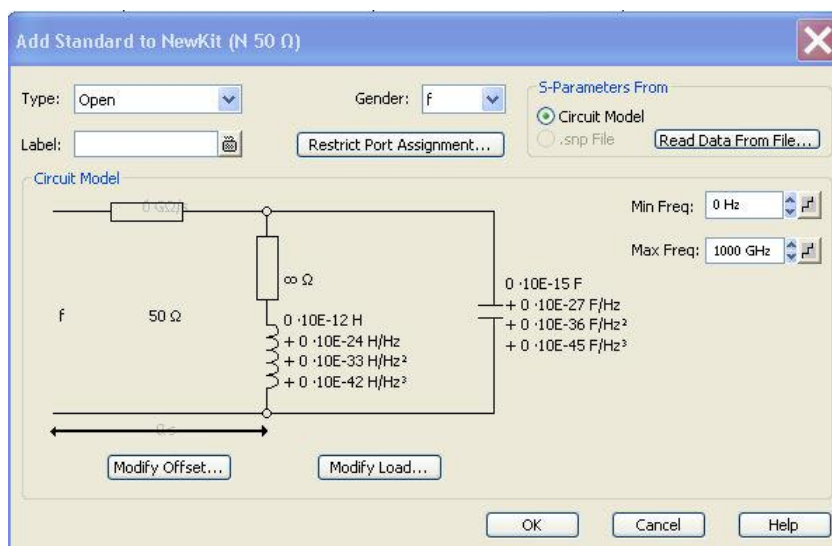 Add Standard to NewKit (N 50 Ω)
Type: Open
Gender: f
S-Parameters From
Circuit Model
.snp File
Read Data From File...
Label:
Restrict Port Assignment...
Circuit Model
0 GΩ/s
Min Freq: 0 Hz
Max Freq: 1000 GHz
∞ Ω
f
50 Ω
0 ·10E-12 H
+ 0 ·10E-24 H/Hz
+ 0 ·10E-33 H/Hz²
+ 0 ·10E-42 H/Hz³
0 ·10E-15 F
+ 0 ·10E-27 F/Hz
+ 0 ·10E-36 F/Hz²
+ 0 ·10E-45 F/Hz³
0 s
Modify Offset...
Modify Load...
OK
Cancel
Help